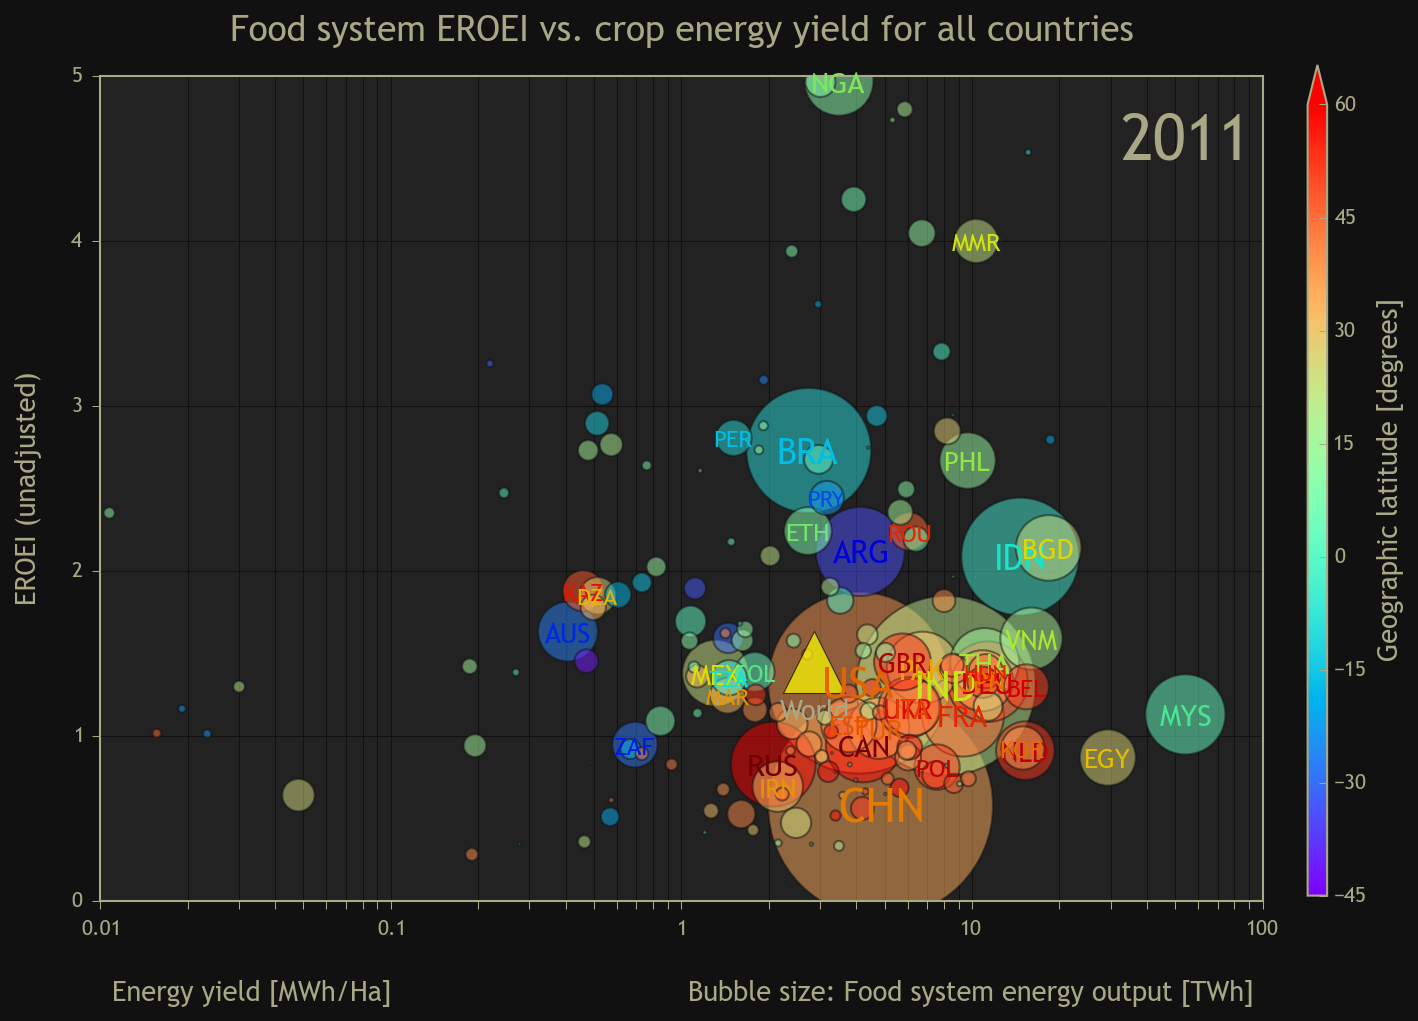 Food system EROEI vs. crop energy yield for all countries
2011
5
4
3
2
1
0
EROEI (unadjusted)
0.01
0.1
1
10
100
Energy yield [MWh/Ha]
Bubble size: Food system energy output [TWh]
60
45
30
15
0
−15
−30
−45
Geographic latitude [degrees]
NGA
MMR
PER
BRA
PHL
PRY
ETH
ROU
ARG
IDN
BGD
DZA
AUS
VNM
GBR
THA
MEX
COL
USA
IND
DEU
BEL
MAR
World
UKR
FRA
MYS
ESP
ZAF
CAN
NLD
EGY
RUS
POL
IRN
CHN